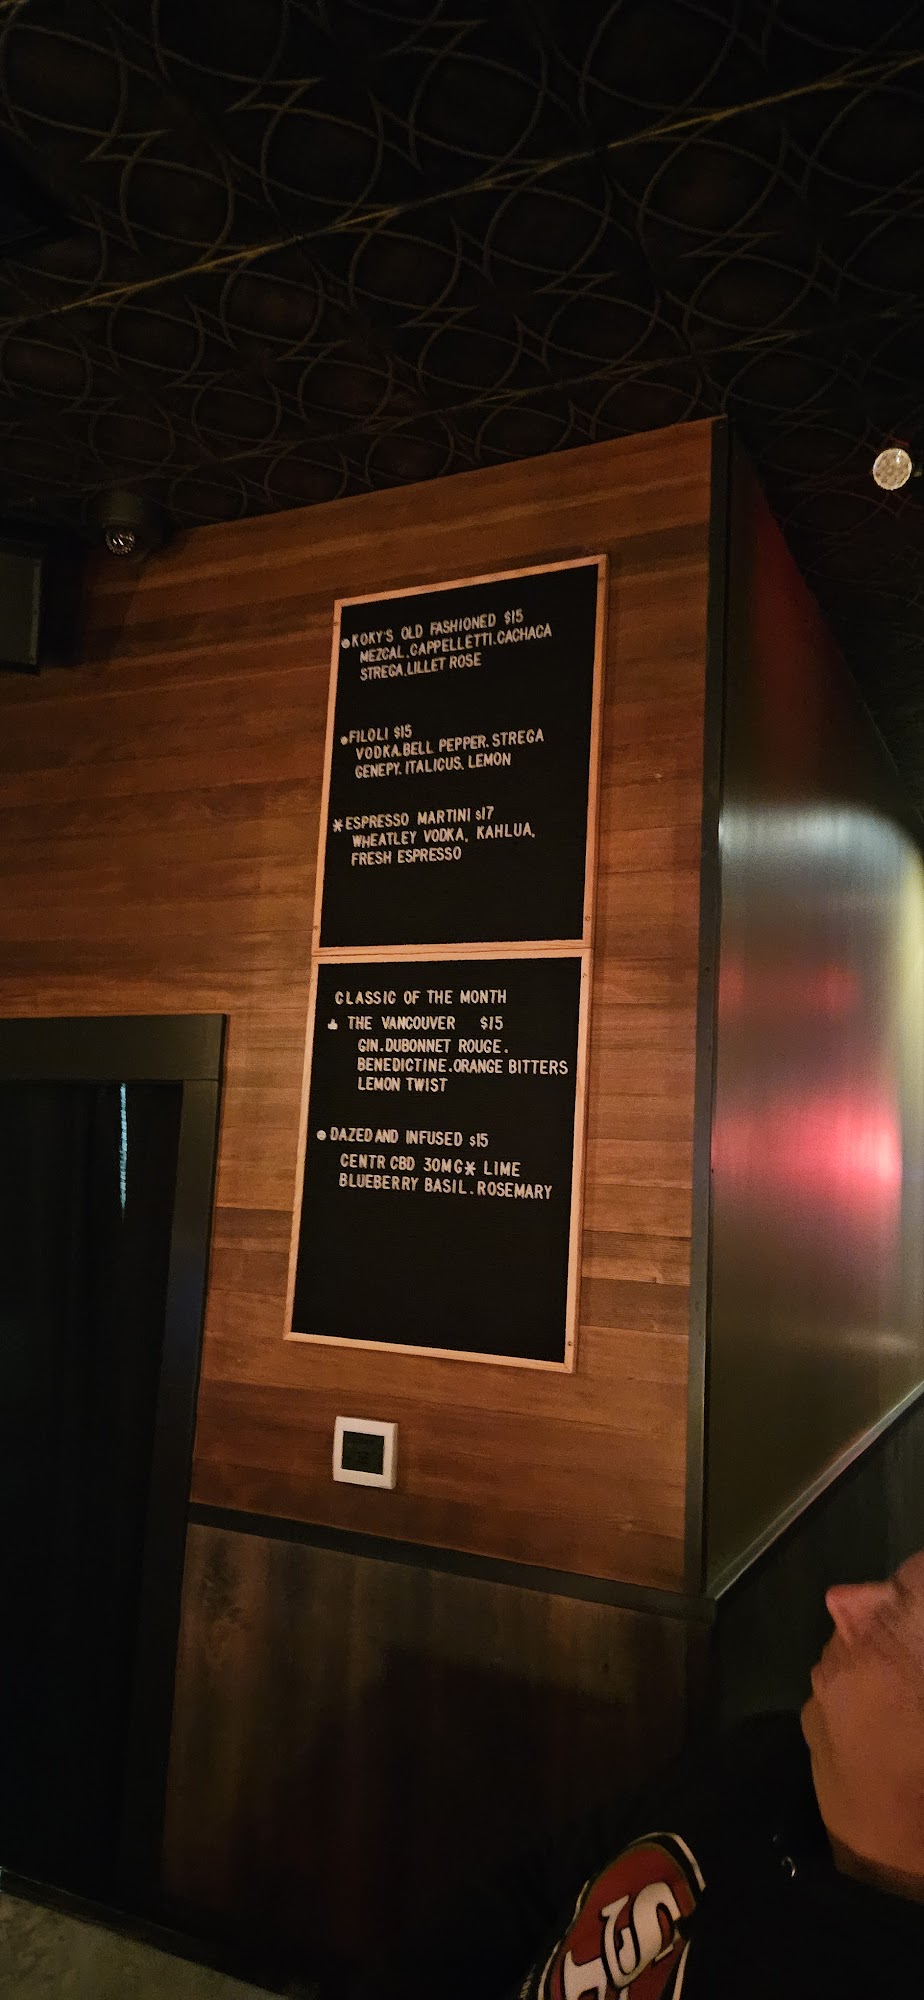 KOKY'S OLD FASHIONED $15
MEZCAL.CAPPELLETTI.CACHACA
STREGA.LILLET ROSE
FILOLI $15
VODKA.BELL PEPPER. STREGA
GENEPY. ITALICUS. LEMON
*ESPRESSO MARTINI $17
WHEATLEY VODKA, KAHLUA,
FRESH ESPRESSO
CLASSIC OF THE MONTH
THE VANCOUVER $15
GIN.DUBONNET ROUGE.
BENEDICTINE.ORANGE BITTERS
LEMON TWIST
DAZED AND INFUSED $15
CENTR CBD 30MG* LIME
BLUEBERRY BASIL.ROSEMARY
SF